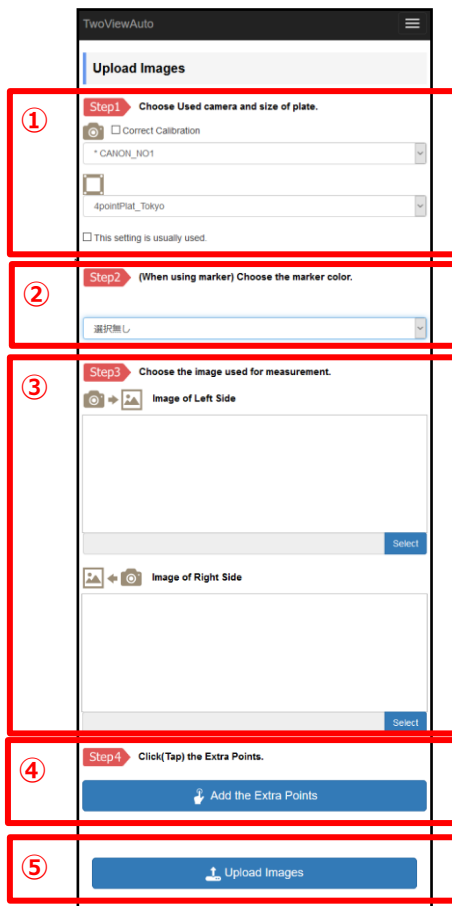 TwoViewAuto
Upload Images
①
Step1 Choose Used camera and size of plate.
Correct Calibration
* CANON_NO1
4pointPlat_Tokyo
This setting is usually used.
②
Step2 (When using marker) Choose the marker color.
選択無し
③
Step3 Choose the image used for measurement.
Image of Left Side
Select
Image of Right Side
Select
④
Step4 Click(Tap) the Extra Points.
Add the Extra Points
⑤
Upload Images